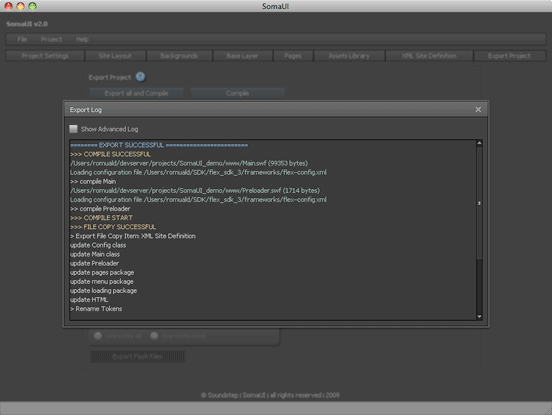 SomaUI
SomaUI v2.0
File Project Help
Project Settings Site Layout Backgrounds Base Layer Pages Assets Library XML Site Definition Export Project
Export Project ?
Export all and Compile Compile
Export Log
Show Advanced Log
======== EXPORT SUCCESSFUL ========================
>>> COMPILE SUCCESSFUL
/Users/romuald/devserver/projects/SomaUI_demo/www/Main.swf (99353 bytes)
Loading configuration file /Users/romuald/SDK/flex_sdk_3/frameworks/flex-config.xml
>> compile Main
/Users/romuald/devserver/projects/SomaUI_demo/www/Preloader.swf (1714 bytes)
Loading configuration file /Users/romuald/SDK/flex_sdk_3/frameworks/flex-config.xml
>> compile Preloader
>>> COMPILE START
>>> FILE COPY SUCCESSFUL
> Export File Copy Item: XML Site Definition
update Config class
update Main class
update Preloader
update pages package
update menu package
update loading package
update HTML
> Rename Tokens
Export Flash Files
© Soundstep | SomaUI | all rights reserved | 2009